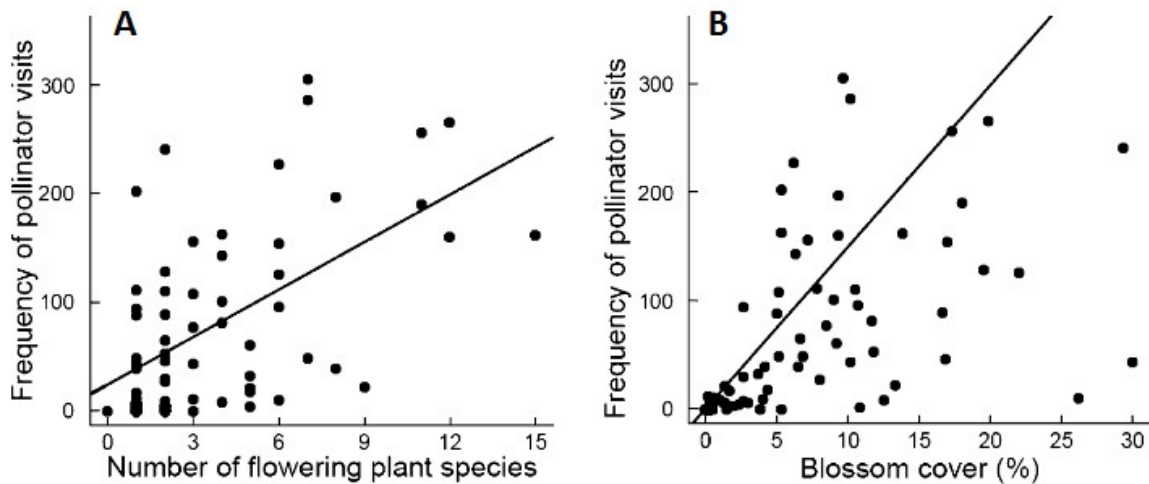 A
Frequency of pollinator visits
300
200
100
0
0 3 6 9 12 15
Number of flowering plant species
B
Frequency of pollinator visits
300
200
100
0
0 5 10 15 20 25 30
Blossom cover (%)